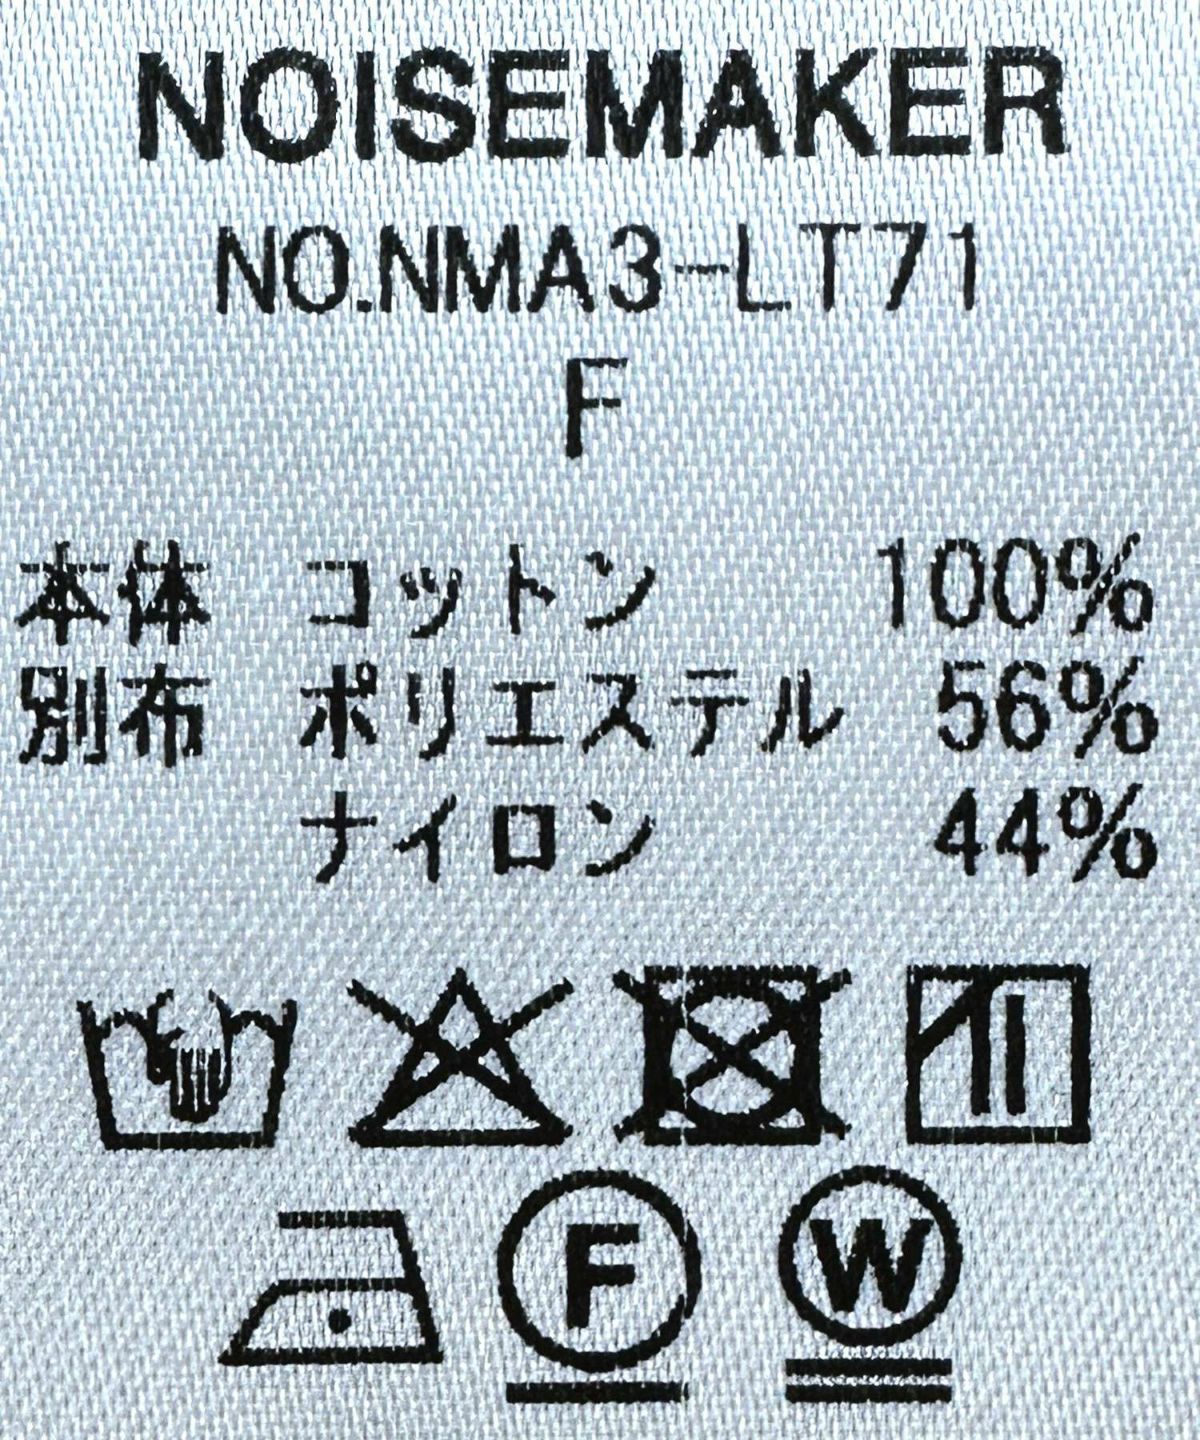 NOISEMAKER
NO.NMA3-LT71
F
本体 コットン 100%
別布 ポリエステル 56%
ナイロン 44%
F W